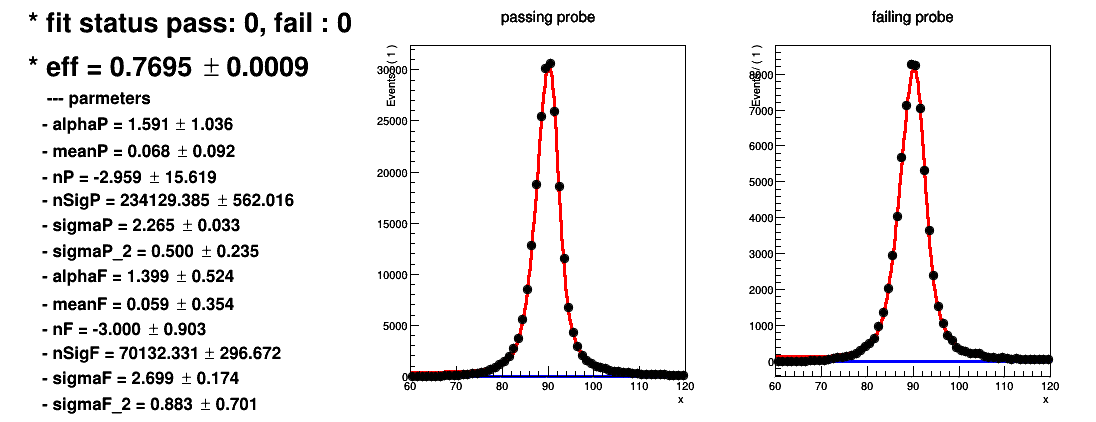 * fit status pass: 0, fail : 0
* eff = 0.7695 ± 0.0009
--- parmeters
- alphaP = 1.591 ± 1.036
- meanP = 0.068 ± 0.092
- nP = -2.959 ± 15.619
- nSigP = 234129.385 ± 562.016
- sigmaP = 2.265 ± 0.033
- sigmaP_2 = 0.500 ± 0.235
- alphaF = 1.399 ± 0.524
- meanF = 0.059 ± 0.354
- nF = -3.000 ± 0.903
- nSigF = 70132.331 ± 296.672
- sigmaF = 2.699 ± 0.174
- sigmaF_2 = 0.883 ± 0.701
passing probe
Events / ( 1 )
30000
25000
20000
15000
10000
5000
0
60 70 80 90 100 110 120
x
failing probe
Events / ( 1 )
8000
7000
6000
5000
4000
3000
2000
1000
0
60 70 80 90 100 110 120
x